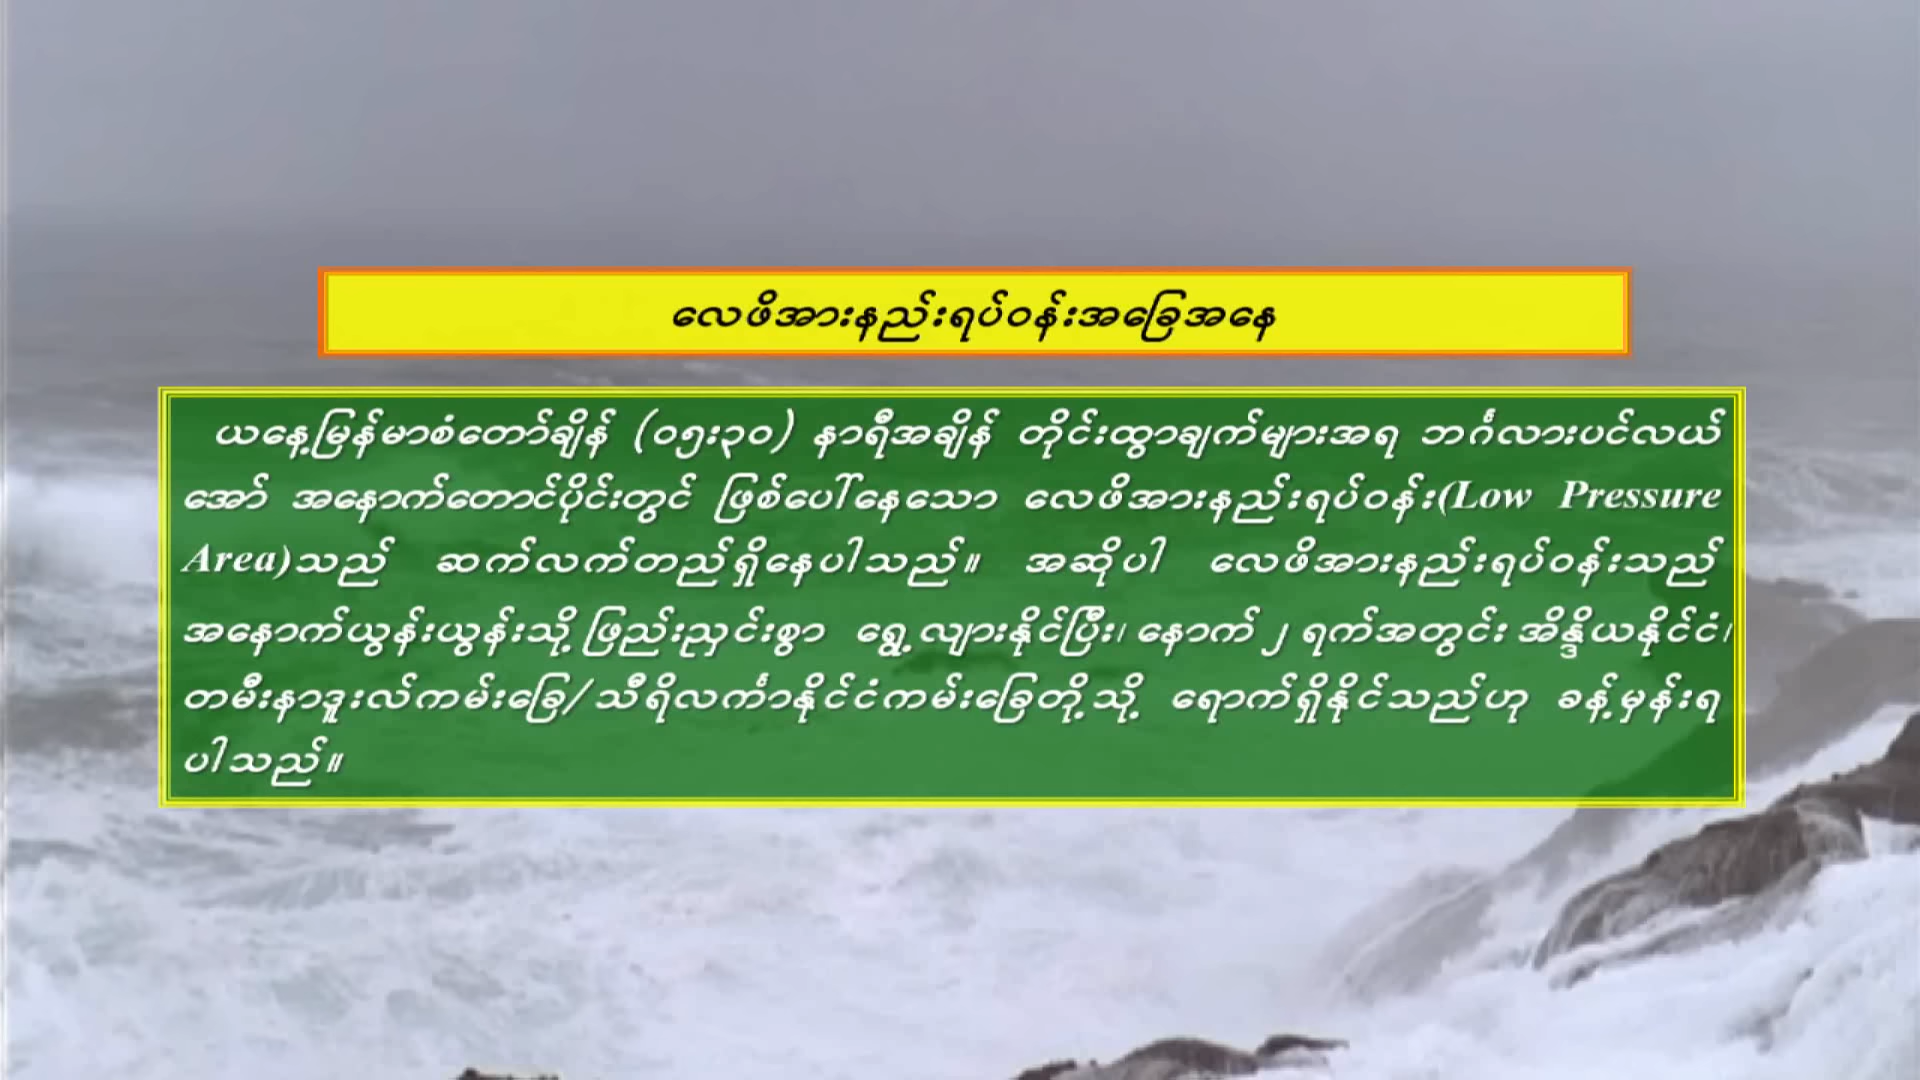 လေဖိအားနည်းရပ်ဝန်းအခြေအနေ
ယနေ့မြန်မာစံတော်ချိန် (၀၅း၃၀) နာရီအချိန် တိုင်းထွာချက်များအရ ဘင်္ဂလားပင်လယ်
အော် အနောက်တောင်ပိုင်းတွင် ဖြစ်ပေါ်နေသော လေဖိအားနည်းရပ်ဝန်း(Low Pressure
Area)သည် ဆက်လက်တည်ရှိနေပါသည်။ အဆိုပါ လေဖိအားနည်းရပ်ဝန်းသည်
အနောက်ယွန်းယွန်းသို့ ဖြည်းညှင်းစွာ ရွေ့လျားနိုင်ပြီး၊ နောက် ၂ ရက်အတွင်း အိန္ဒိယနိုင်ငံ၊
တမီးနာဒူးလ်ကမ်းခြေ/သီရိလင်္ကာနိုင်ငံကမ်းခြေတို့သို့ ရောက်ရှိနိုင်သည်ဟု ခန့်မှန်းရ
ပါသည်။